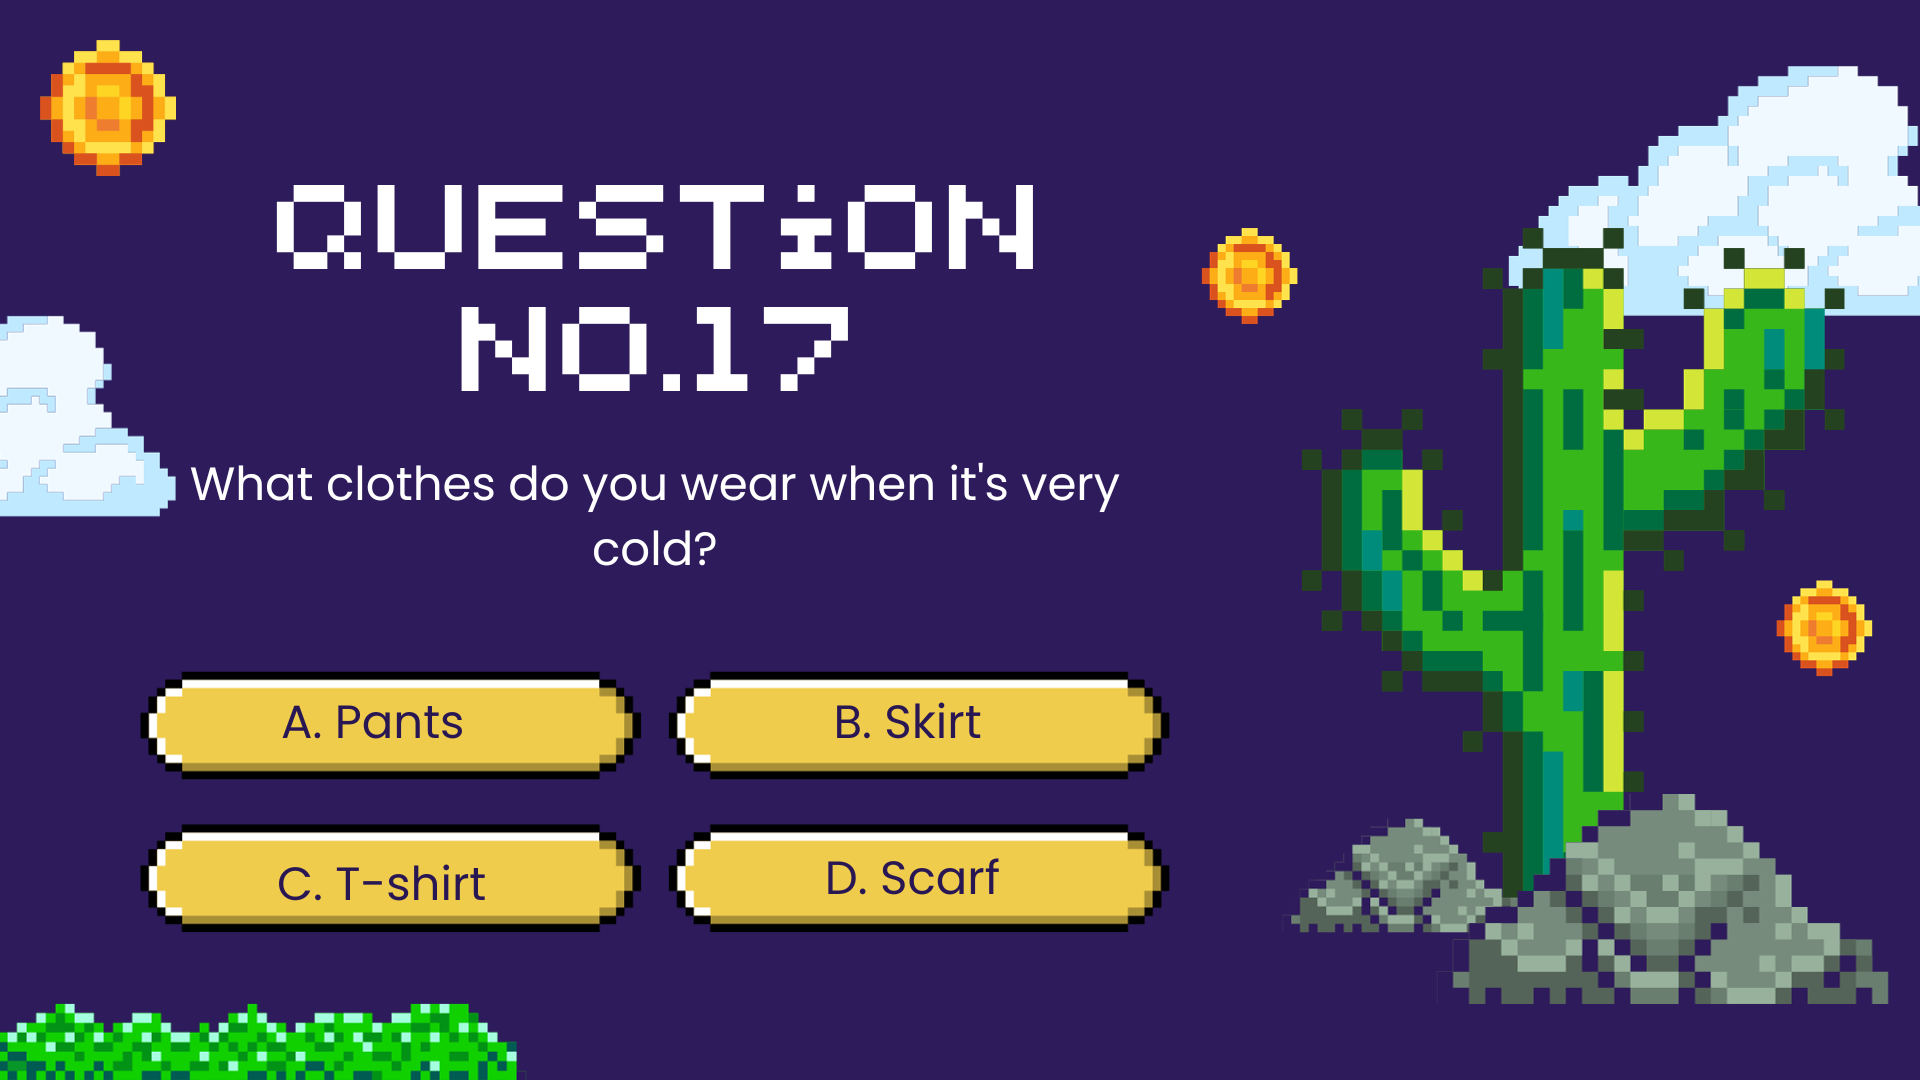 QUESTiON
NO.17
What clothes do you wear when it's very
cold?
A. Pants
B. Skirt
C. T-shirt
D. Scarf